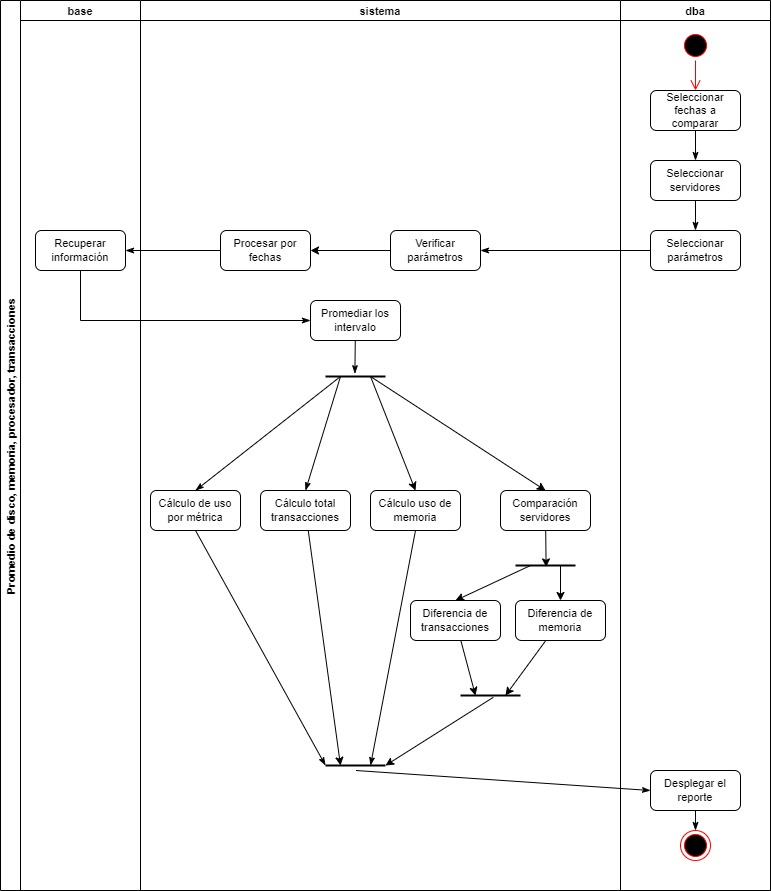 base
sistema
dba
Promedio de disco, memoria, procesador, transacciones
Seleccionar
fechas a
comparar
Seleccionar
servidores
Seleccionar
parámetros
Verificar
parámetros
Procesar por
fechas
Recuperar
información
Promediar los
intervalo
Cálculo de uso
por métrica
Cálculo total
transacciones
Cálculo uso de
memoria
Comparación
servidores
Diferencia de
transacciones
Diferencia de
memoria
Desplegar el
reporte